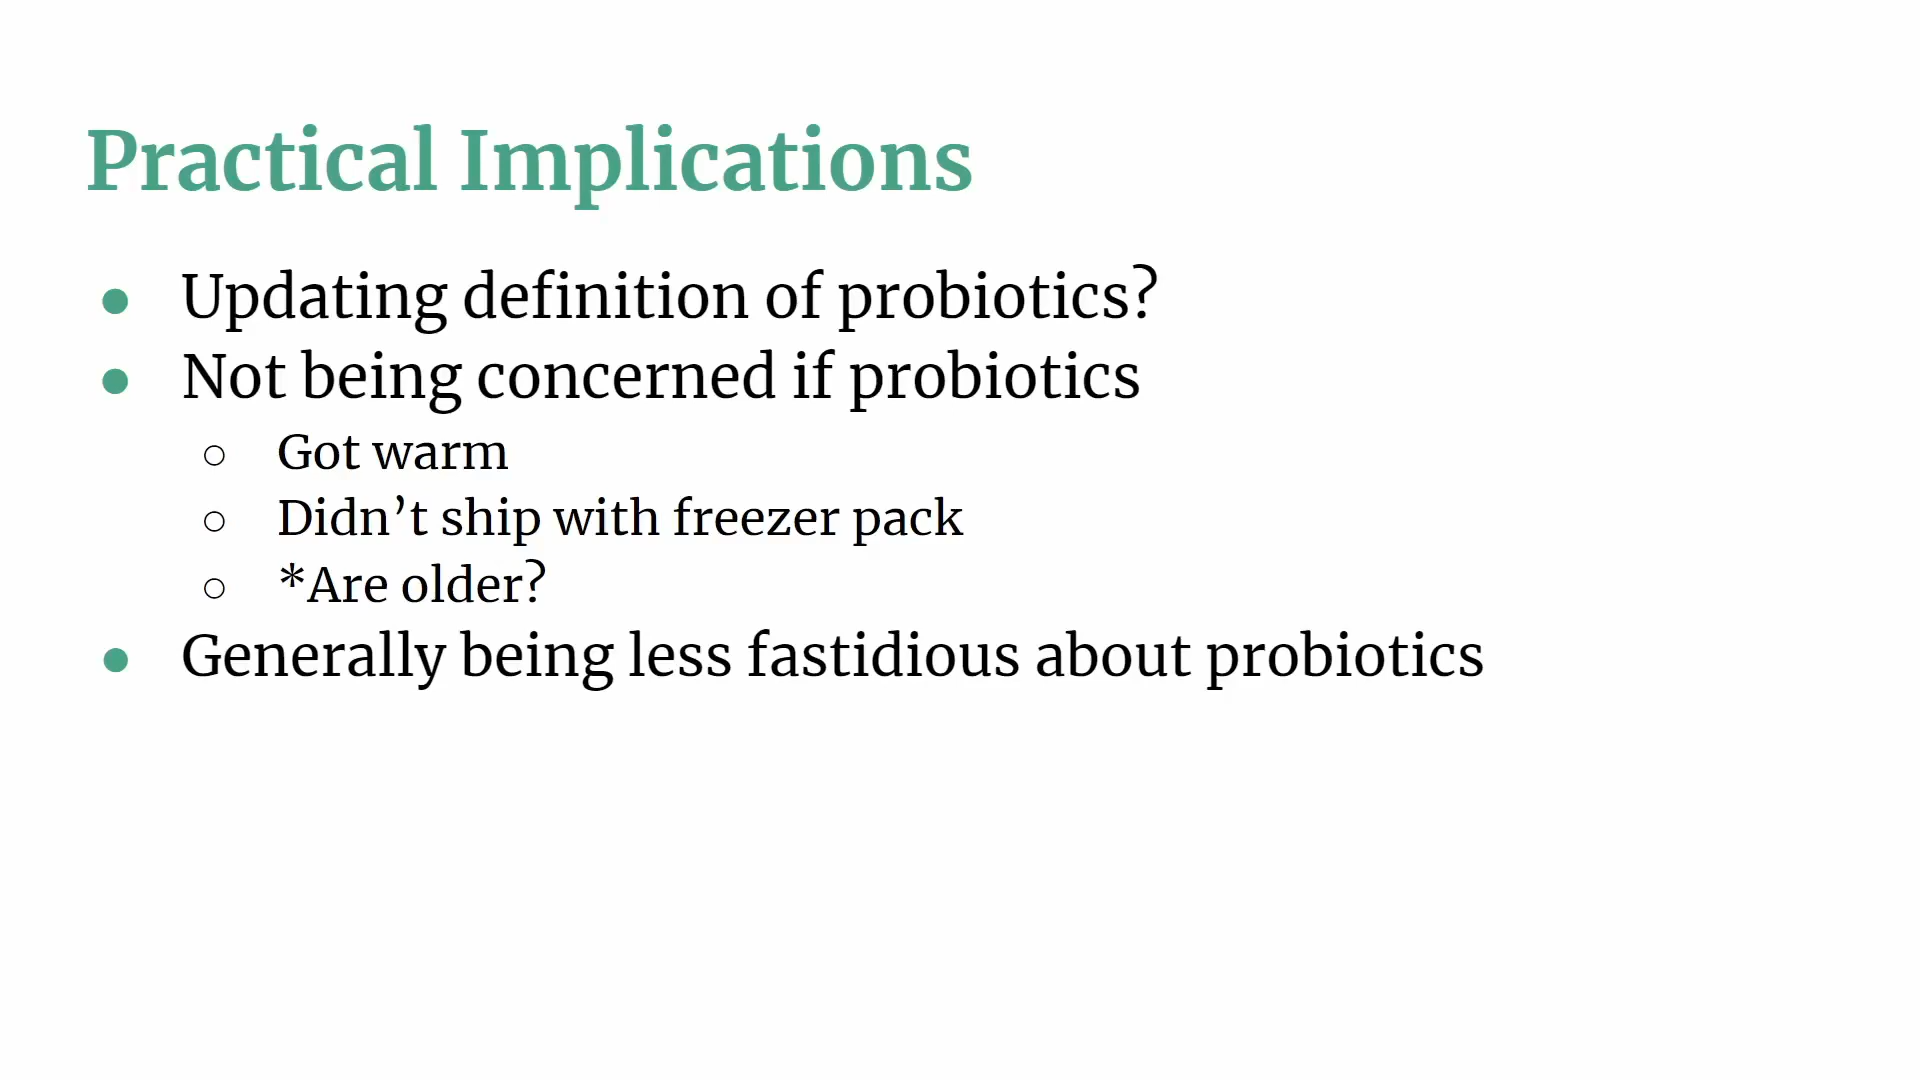 Practical Implications
● Updating definition of probiotics?
● Not being concerned if probiotics
○ Got warm
○ Didn’t ship with freezer pack
○ *Are older?
● Generally being less fastidious about probiotics